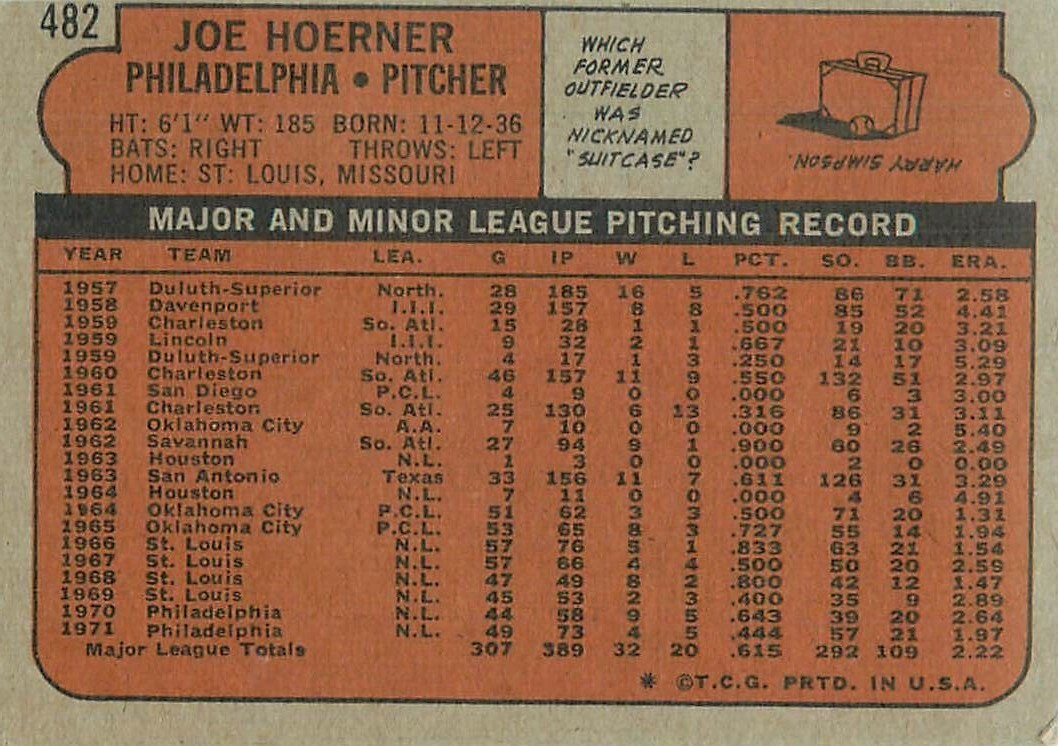 482
JOE HOERNER
PHILADELPHIA • PITCHER
HT: 6'1" WT: 185 BORN: 11-12-36
BATS: RIGHT THROWS: LEFT
HOME: ST. LOUIS, MISSOURI
WHICH
FORMER
OUTFIELDER
WAS
NICKNAMED
"SUITCASE"?
HARRY SIMPSON.
MAJOR AND MINOR LEAGUE PITCHING RECORD
YEAR TEAM LEA. G IP W L PCT. SO. BB. ERA.
1957 Duluth-Superior North. 28 185 16 5 .762 86 71 2.58
1958 Davenport I.I.I. 29 157 8 8 .500 85 52 4.41
1959 Charleston So. Atl. 15 28 1 1 .500 19 20 3.21
1959 Lincoln I.I.I. 9 32 2 1 .667 21 10 3.09
1959 Duluth-Superior North. 4 17 1 3 .250 14 17 5.29
1960 Charleston So. Atl. 46 157 11 9 .550 132 51 2.97
1961 San Diego P.C.L. 4 9 0 0 .000 6 3 3.00
1961 Charleston So. Atl. 25 130 6 13 .316 86 31 3.11
1962 Oklahoma City A.A. 7 10 0 0 .000 9 2 5.40
1962 Savannah So. Atl. 27 94 9 1 .900 60 26 2.49
1963 Houston N.L. 1 3 0 0 .000 2 0 0.00
1963 San Antonio Texas 33 156 11 7 .611 126 31 3.29
1964 Houston N.L. 7 11 0 0 .000 4 6 4.91
1964 Oklahoma City P.C.L. 51 62 3 3 .500 71 20 1.31
1965 Oklahoma City P.C.L. 53 65 8 3 .727 55 14 1.94
1966 St. Louis N.L. 57 76 5 1 .833 63 21 1.54
1967 St. Louis N.L. 57 66 4 4 .500 50 20 2.59
1968 St. Louis N.L. 47 49 8 2 .800 42 12 1.47
1969 St. Louis N.L. 45 53 2 3 .400 35 9 2.89
1970 Philadelphia N.L. 44 58 9 5 .643 39 20 2.64
1971 Philadelphia N.L. 49 73 4 5 .444 57 21 1.97
Major League Totals 307 389 32 20 .615 292 109 2.22
* ©T.C.G. PRTD. IN U.S.A.